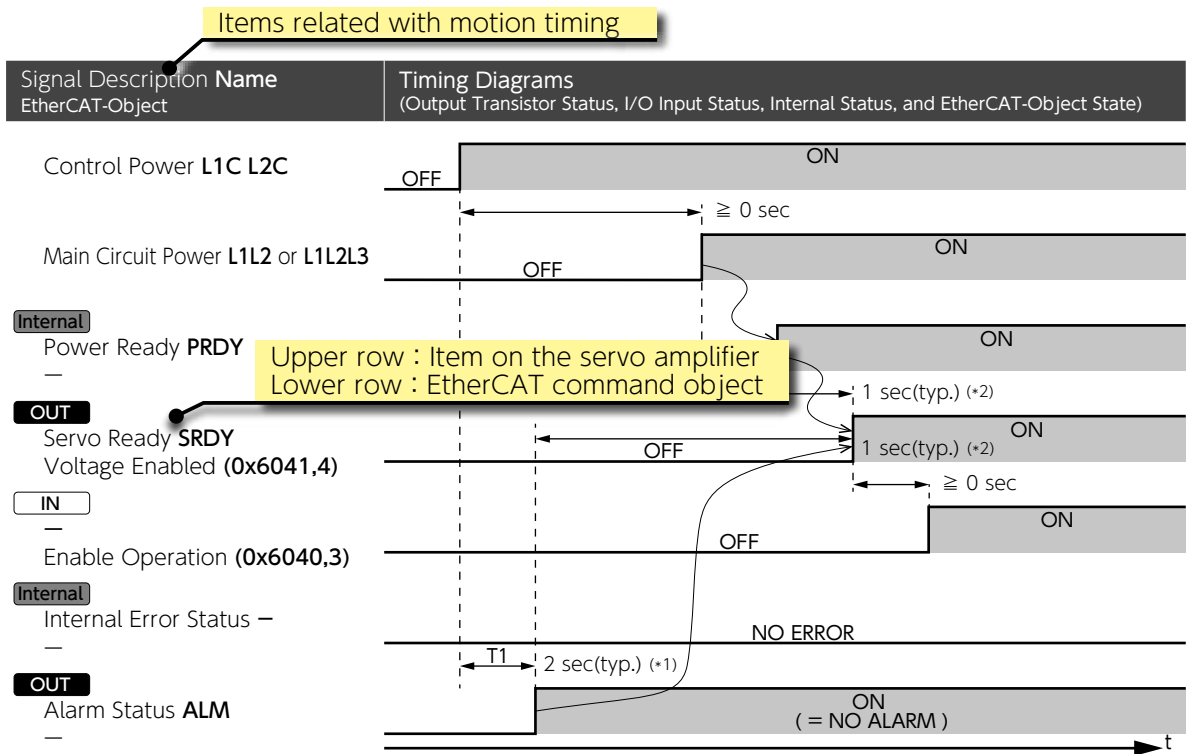 Items related with motion timing
Signal Description Name
EtherCAT-Object
Timing Diagrams
(Output Transistor Status, I/O Input Status, Internal Status, and EtherCAT-Object State)
Control Power L1C L2C
OFF
ON
≧ 0 sec
Main Circuit Power L1L2 or L1L2L3
OFF
ON
Internal
Power Ready PRDY
—
ON
Upper row : Item on the servo amplifier
Lower row : EtherCAT command object
1 sec(typ.) (*2)
OUT
Servo Ready SRDY
Voltage Enabled (0x6041,4)
OFF
ON
1 sec(typ.) (*2)
≧ 0 sec
IN
—
Enable Operation (0x6040,3)
OFF
ON
Internal
Internal Error Status —
—
NO ERROR
T1
2 sec(typ.) (*1)
OUT
Alarm Status ALM
—
ON
( = NO ALARM )
t